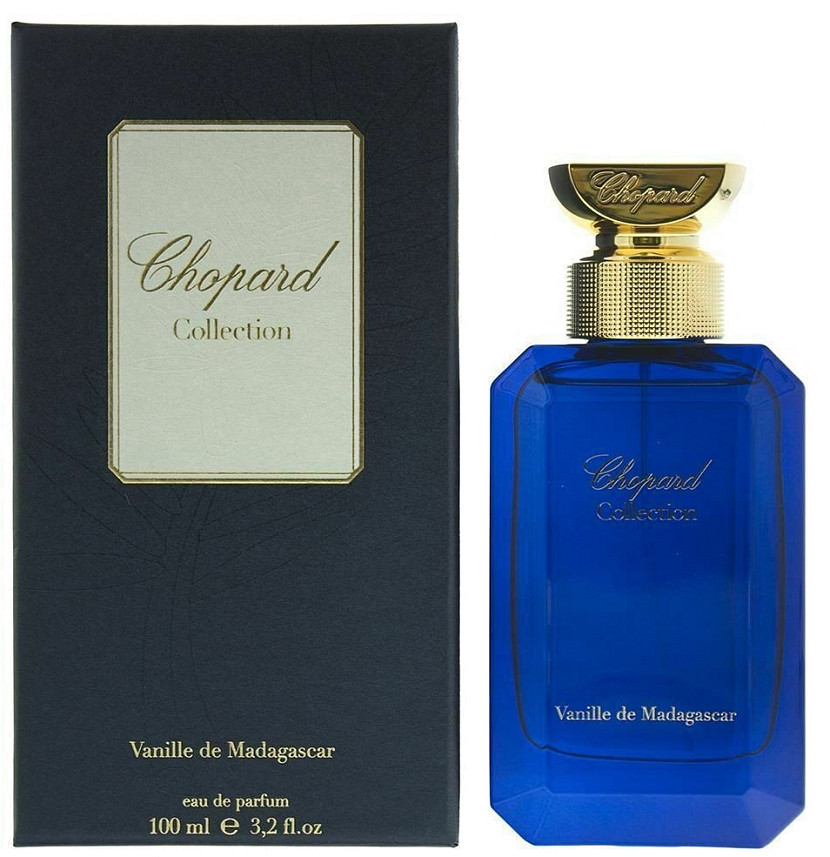 Chopard
Collection
Vanille de Madagascar
eau de parfum
100 ml ℮ 3,2 fl.oz
Chopard
Chopard
Collection
Vanille de Madagascar